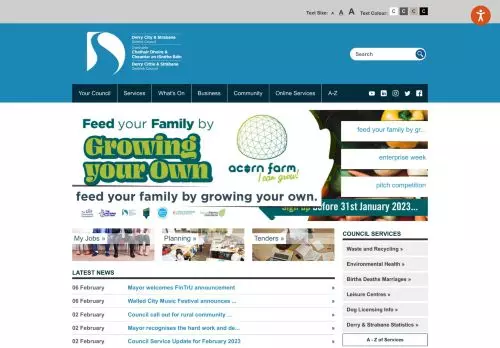 Text Size: A A A Text Colour: C C C C
Derry City & Strabane
District Council
Comhairle
Chathair Dhoire &
Cheantar an tSratha Báin
Derry Cittie & Strabane
Destrick Cooncil
Search
Your Council Services What's On Business Community Online Services A-Z
Feed your Family by
Growing
your Own
acorn farm
I can grow!
feed your family by gr...
enterprise week
pitch competition
feed your family by growing your own.
Sign up before 31st January 2023...
My Jobs »
Planning »
Tenders »
COUNCIL SERVICES
Waste and Recycling »
Environmental Health »
Births Deaths Marriages »
Leisure Centres »
Dog Licensing Info »
Derry & Strabane Statistics »
A - Z of Services
LATEST NEWS
06 February Mayor welcomes FinTrU announcement »
06 February Walled City Music Festival announces ... »
02 February Council call out for rural community ... »
02 February Mayor recognises the hard work and de... »
02 February Council Service Update for February 2023 »